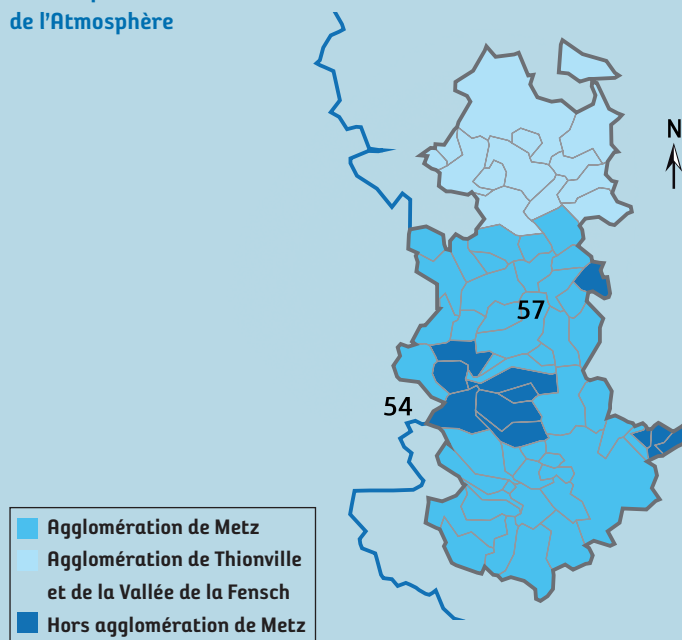 de l'Atmosphère
N
57
54
Agglomération de Metz
Agglomération de Thionville
et de la Vallée de la Fensch
Hors agglomération de Metz